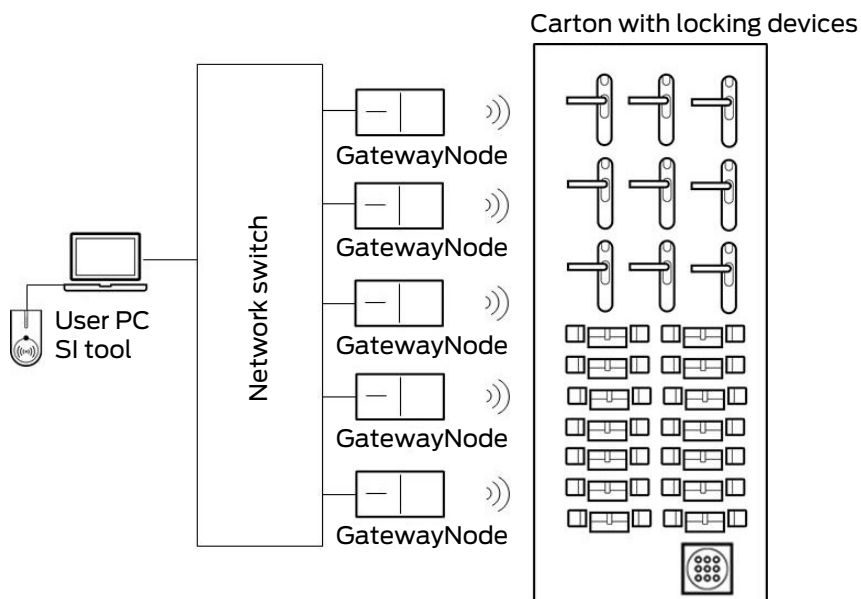 Carton with locking devices
GatewayNode
GatewayNode
User PC
SI tool
Network switch
GatewayNode
GatewayNode
GatewayNode